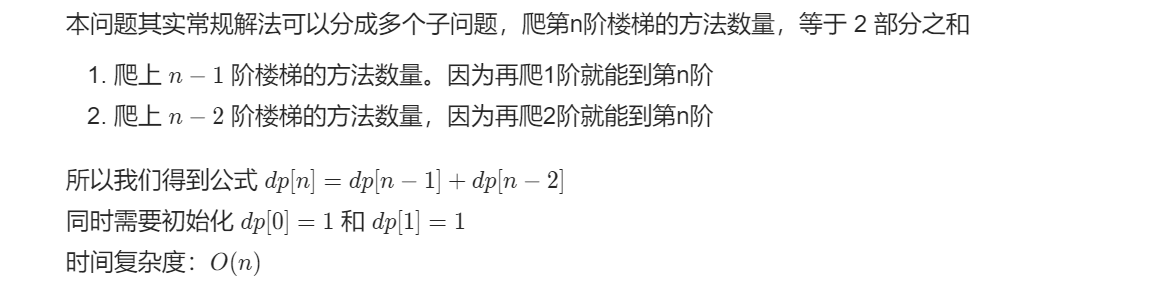 本问题其实常规解法可以分成多个子问题，爬第n阶楼梯的方法数量，等于 2 部分之和
1. 爬上 n − 1 阶楼梯的方法数量。因为再爬1阶就能到第n阶
2. 爬上 n − 2 阶楼梯的方法数量，因为再爬2阶就能到第n阶
所以我们得到公式 dp[n] = dp[n − 1] + dp[n − 2]
同时需要初始化 dp[0] = 1 和 dp[1] = 1
时间复杂度：O(n)